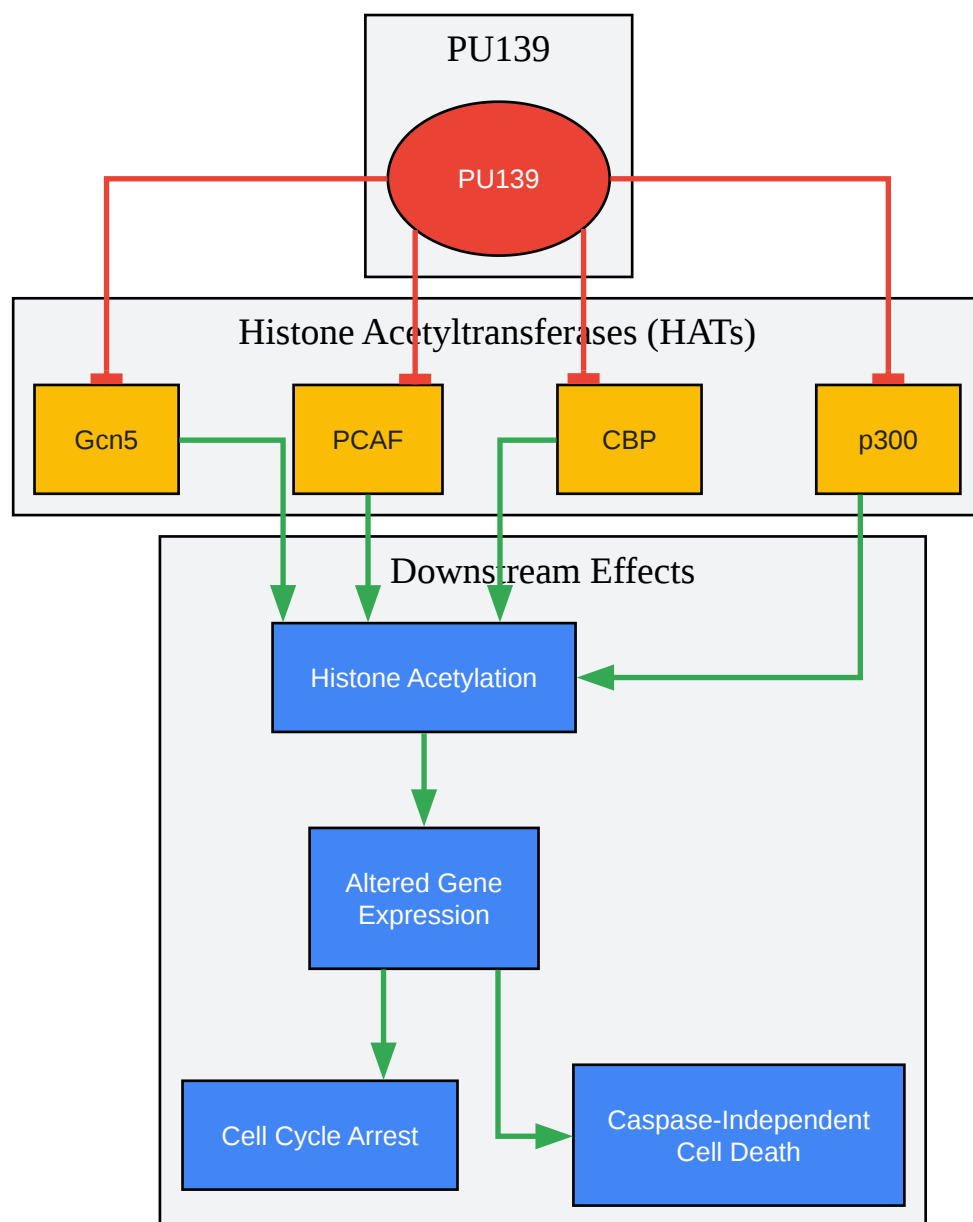 PU139
PU139
Histone Acetyltransferases (HATs)
Gcn5
PCAF
CBP
p300
Downstream Effects
Histone Acetylation
Altered Gene
Expression
Cell Cycle Arrest
Caspase-Independent
Cell Death